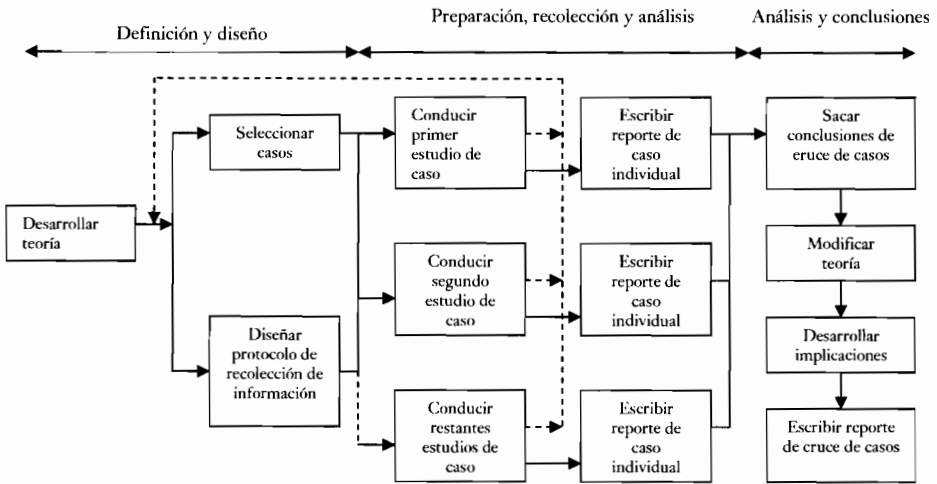 Definición y diseño
Preparación, recolección y análisis
Análisis y conclusiones
Desarrollar
teoría
Seleccionar
casos
Diseñar
protocolo de
recolección de
información
Conducir
primer
estudio de
caso
Conducir
segundo
estudio de
caso
Conducir
restantes
estudios de
caso
Escribir
reporte de
caso
individual
Escribir
reporte de
caso
individual
Escribir
reporte de
caso
individual
Sacar
conclusiones de
eruce de casos
Modificar
teoría
Desarrollar
implicaciones
Escribir reporte
de cruce de casos